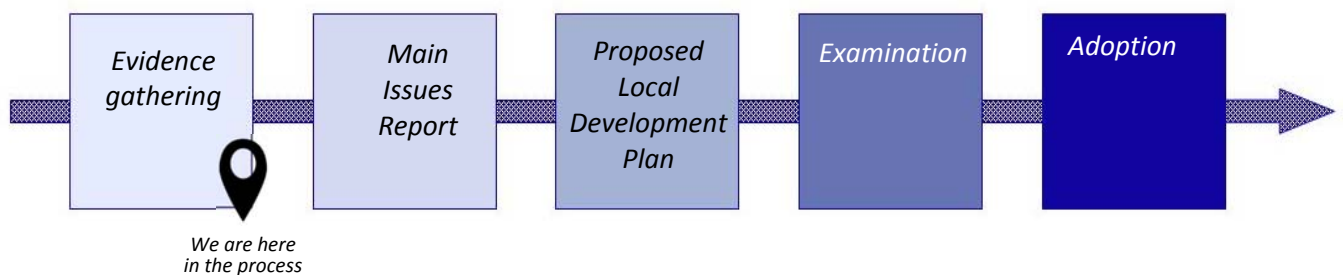 Evidence
gathering
Main
Issues
Report
Proposed
Local
Development
Plan
Examination
Adoption
We are here
in the process